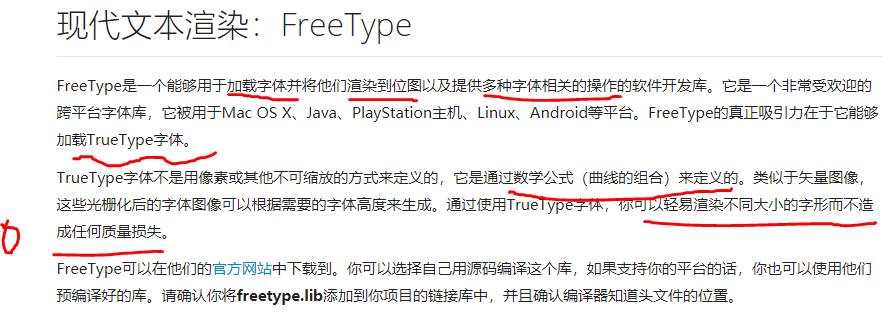 现代文本渲染：FreeType
FreeType是一个能够用于加载字体并将他们渲染到位图以及提供多种字体相关的操作的软件开发库。它是一个非常受欢迎的
跨平台字体库，它被用于Mac OS X、Java、PlayStation主机、Linux、Android等平台。FreeType的真正吸引力在于它能够
加载TrueType字体。
TrueType字体不是用像素或其他不可缩放的方式来定义的，它是通过数学公式（曲线的组合）来定义的。类似于矢量图像，
这些光栅化后的字体图像可以根据需要的字体高度来生成。通过使用TrueType字体，你可以轻易渲染不同大小的字形而不造
成任何质量损失。
FreeType可以在他们的官方网站中下载到。你可以选择自己用源码编译这个库，如果支持你的平台的话，你也可以使用他们
预编译好的库。请确认你将freetype.lib添加到你项目的链接库中，并且确认编译器知道头文件的位置。